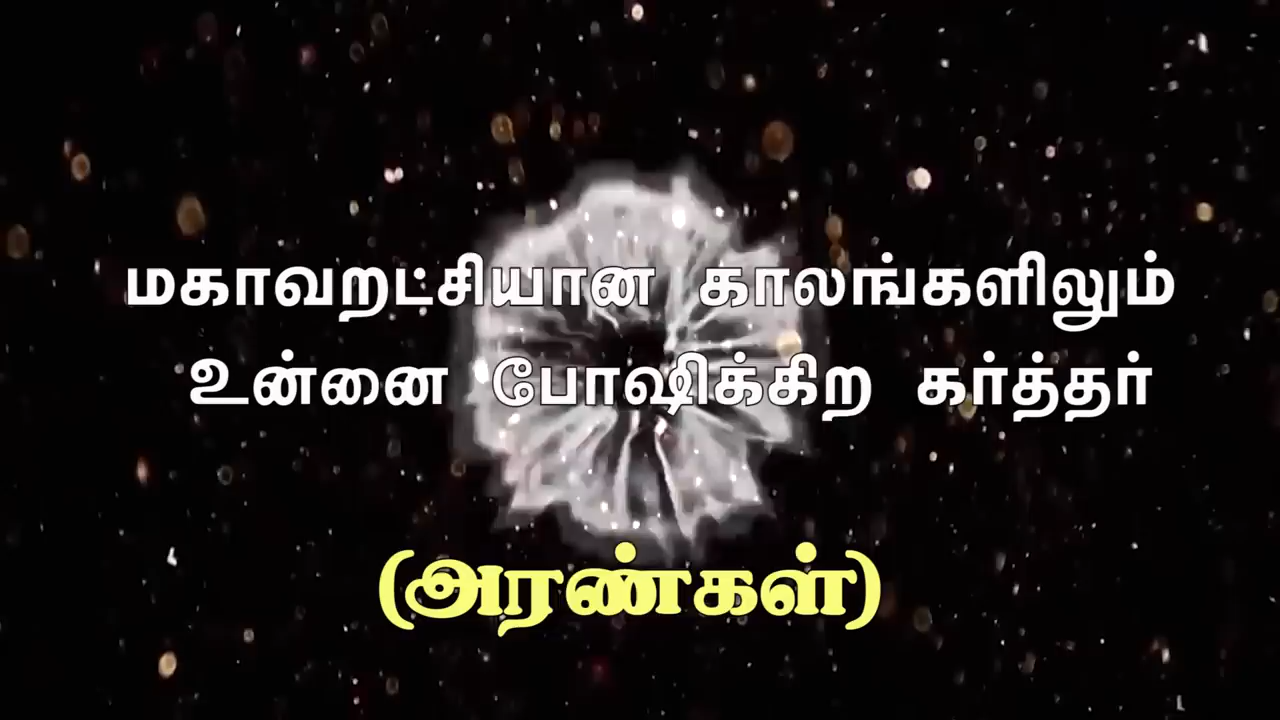 மகாவறட்சியான காலங்களிலும்
உன்னை போஷிக்கிற கர்த்தர்
(அரண்கள்)